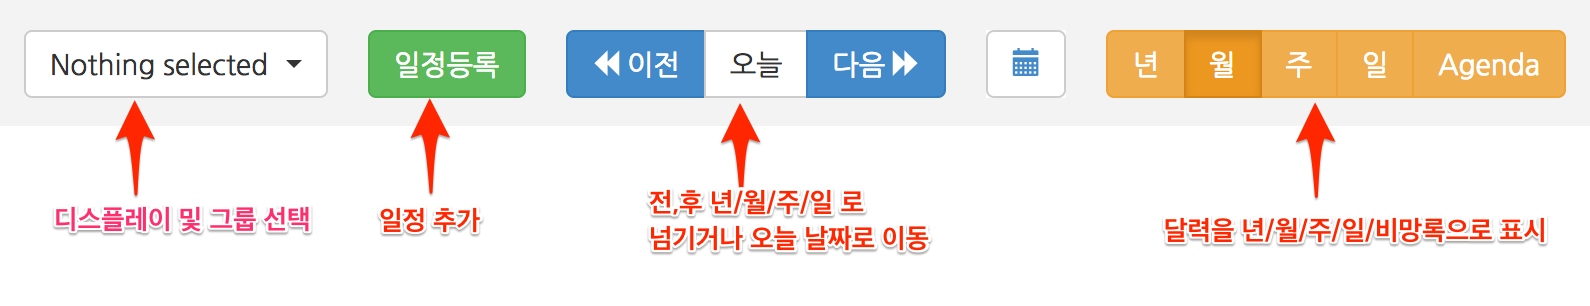 Nothing selected
일정등록
이전
오늘
다음
년
월
주
일
Agenda
디스플레이 및 그룹 선택
일정 추가
전,후 년/월/주/일 로
넘기거나 오늘 날짜로 이동
달력을 년/월/주/일/비망록으로 표시